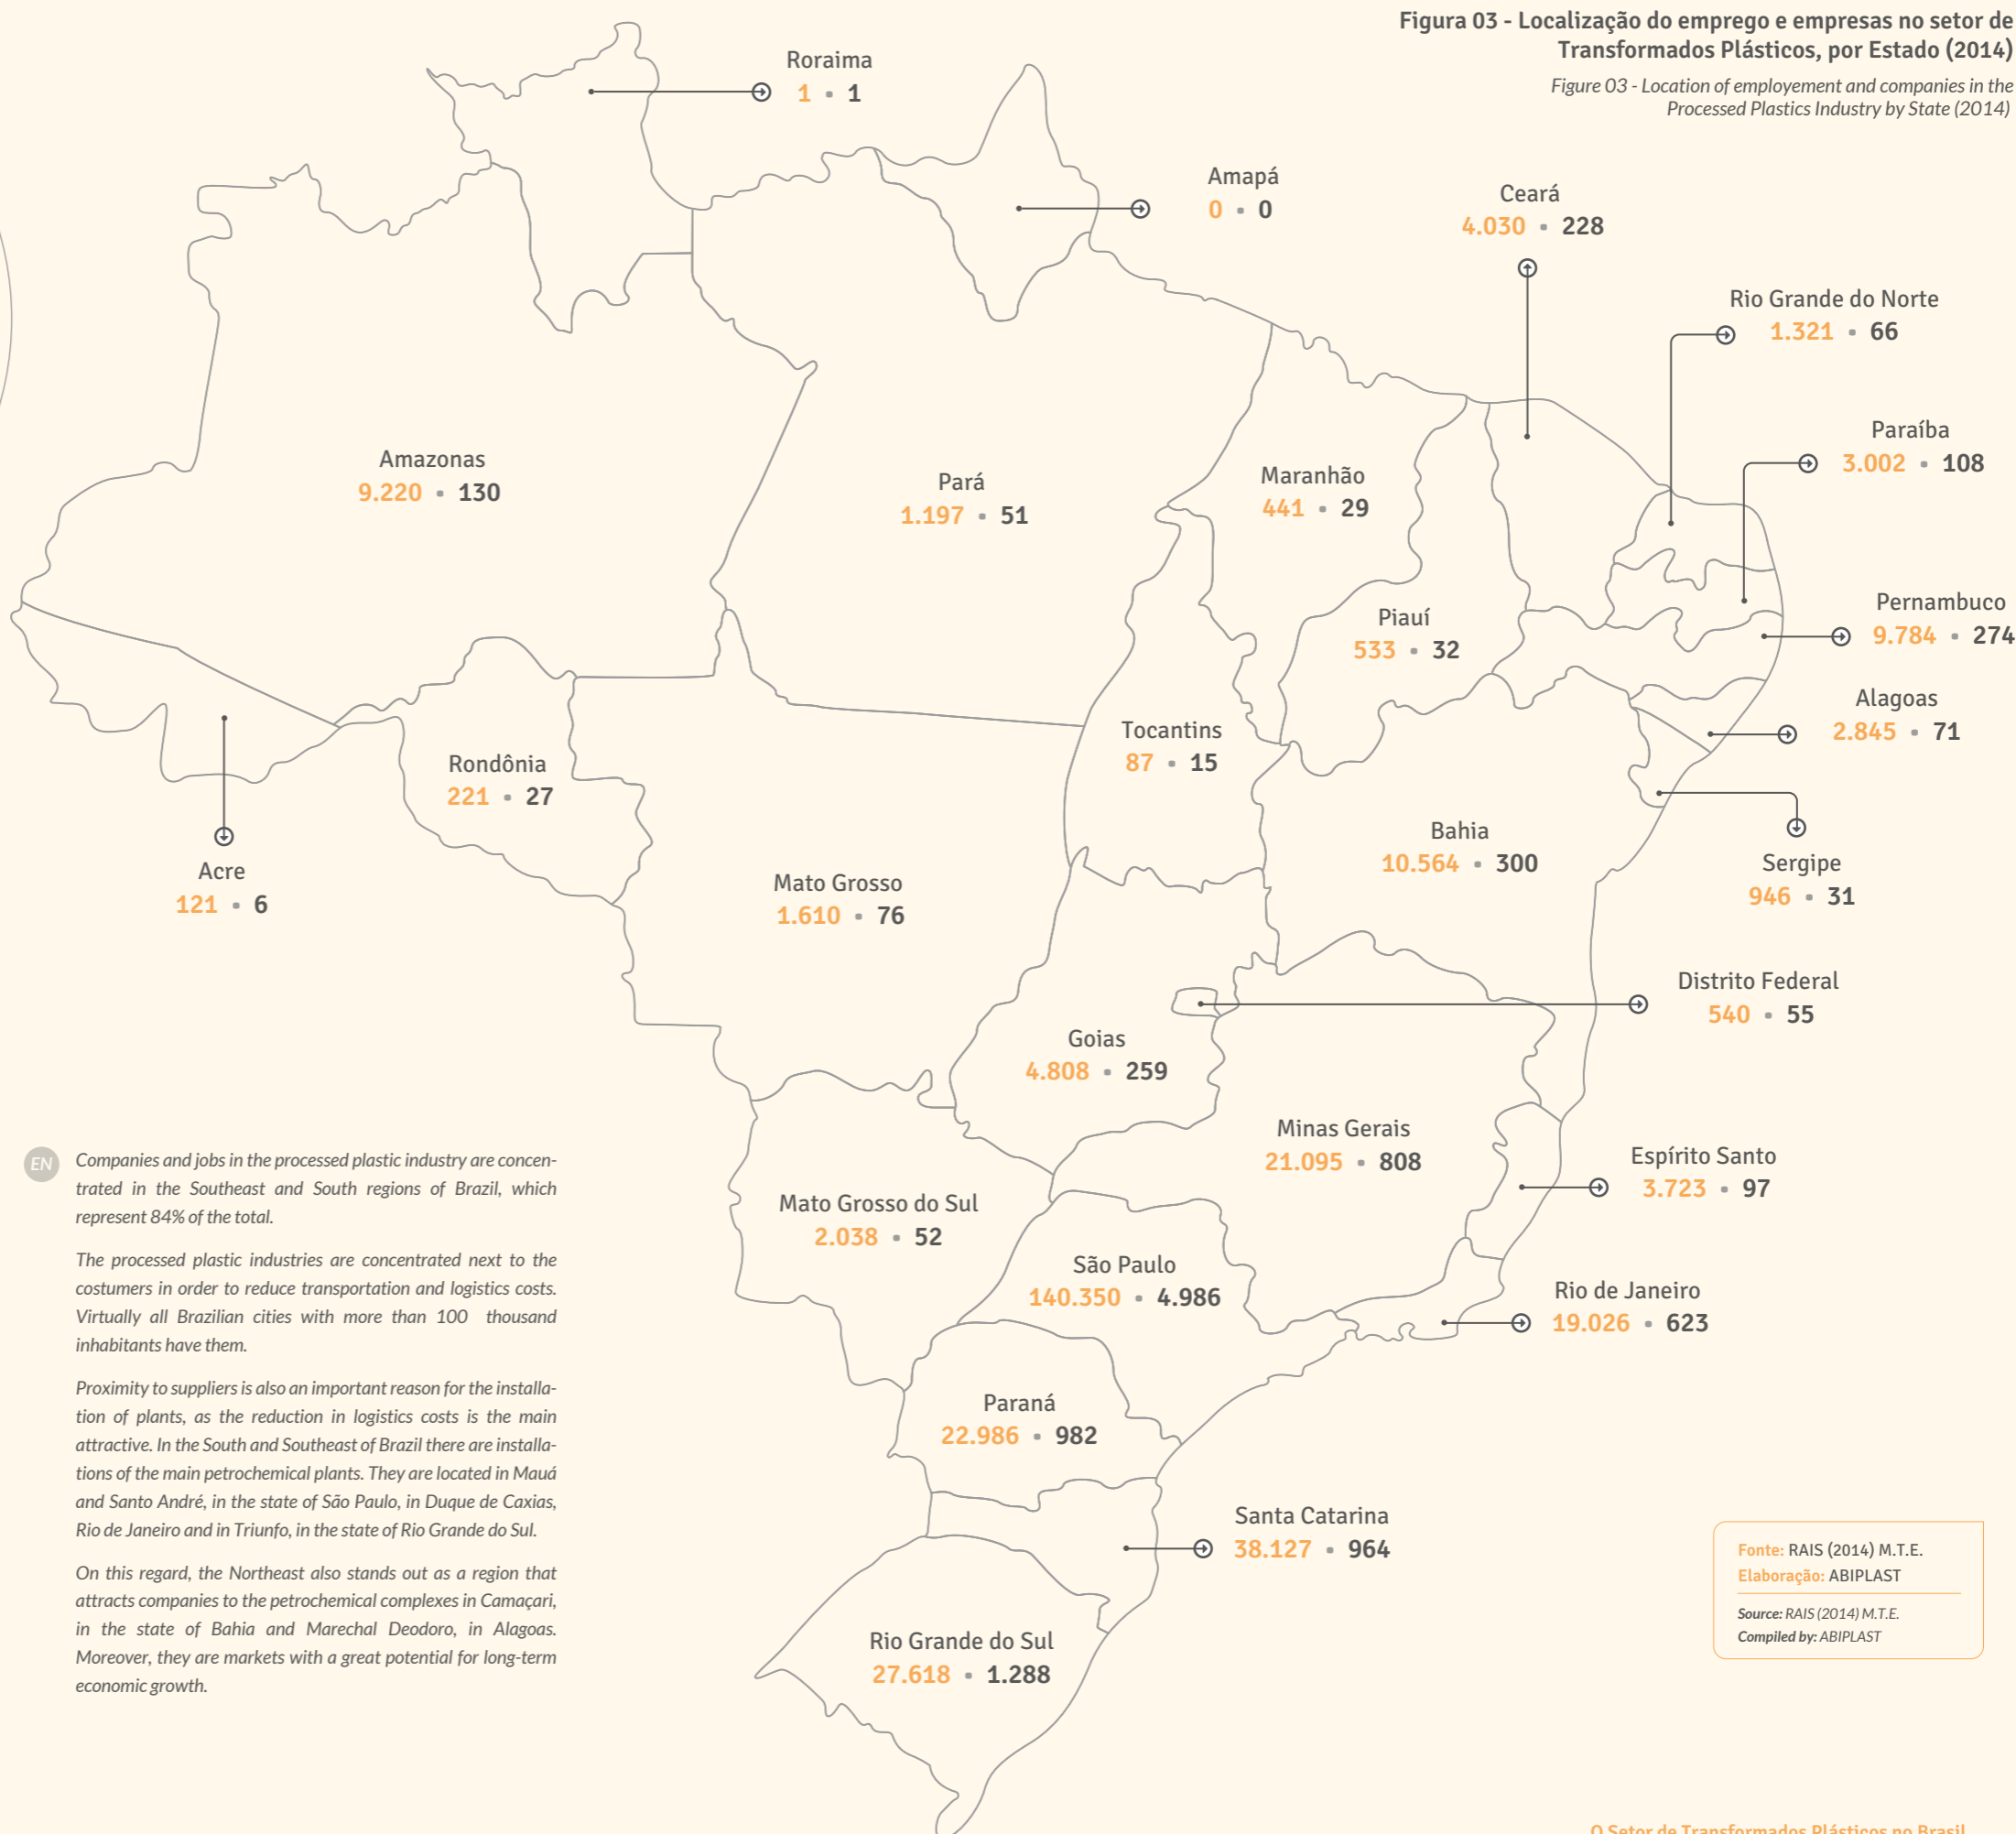 Figura 03 - Localização do emprego e empresas no setor de
Transformados Plásticos, por Estado (2014)
Figure 03 - Location of employement and companies in the
Processed Plastics Industry by State (2014)
Roraima
1 ▪ 1
Amapá
0 ▪ 0
Ceará
4.030 ▪ 228
Rio Grande do Norte
1.321 ▪ 66
Paraíba
3.002 ▪ 108
Amazonas
9.220 ▪ 130
Pará
1.197 ▪ 51
Maranhão
441 ▪ 29
Piauí
533 ▪ 32
Pernambuco
9.784 ▪ 274
Alagoas
2.845 ▪ 71
Tocantins
87 ▪ 15
Rondônia
221 ▪ 27
Bahia
10.564 ▪ 300
Sergipe
946 ▪ 31
Acre
121 ▪ 6
Mato Grosso
1.610 ▪ 76
Distrito Federal
540 ▪ 55
Goias
4.808 ▪ 259
Minas Gerais
21.095 ▪ 808
Espírito Santo
3.723 ▪ 97
Mato Grosso do Sul
2.038 ▪ 52
São Paulo
140.350 ▪ 4.986
Rio de Janeiro
19.026 ▪ 623
Paraná
22.986 ▪ 982
Santa Catarina
38.127 ▪ 964
Rio Grande do Sul
27.618 ▪ 1.288
EN
Companies and jobs in the processed plastic industry are concen-
trated in the Southeast and South regions of Brazil, which
represent 84% of the total.
The processed plastic industries are concentrated next to the
costumers in order to reduce transportation and logistics costs.
Virtually all Brazilian cities with more than 100 thousand
inhabitants have them.
Proximity to suppliers is also an important reason for the installa-
tion of plants, as the reduction in logistics costs is the main
attractive. In the South and Southeast of Brazil there are installa-
tions of the main petrochemical plants. They are located in Mauá
and Santo André, in the state of São Paulo, in Duque de Caxias,
Rio de Janeiro and in Triunfo, in the state of Rio Grande do Sul.
On this regard, the Northeast also stands out as a region that
attracts companies to the petrochemical complexes in Camaçari,
in the state of Bahia and Marechal Deodoro, in Alagoas.
Moreover, they are markets with a great potential for long-term
economic growth.
Fonte: RAIS (2014) M.T.E.
Elaboração: ABIPLAST
Source: RAIS (2014) M.T.E.
Compiled by: ABIPLAST
O Setor de Transformados Plásticos no Brasil